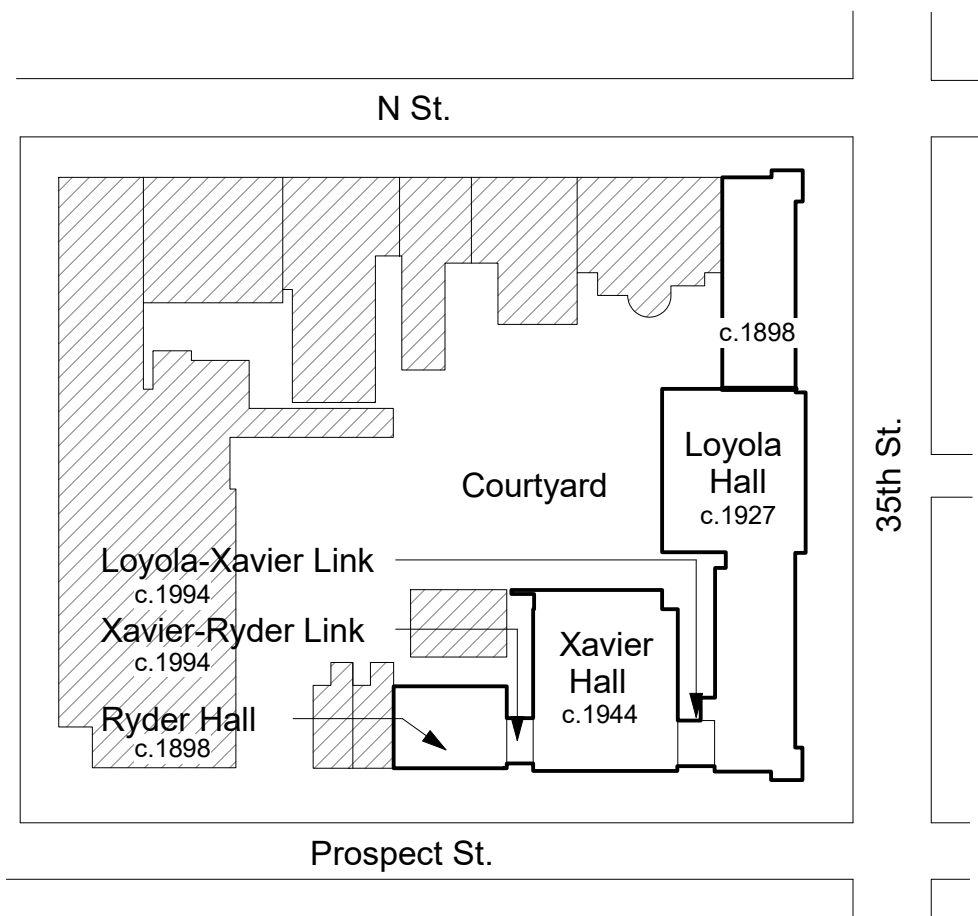 N St.
c.1898
Loyola
Hall
c.1927
35th St.
Courtyard
Loyola-Xavier Link
c.1994
Xavier-Ryder Link
c.1994
Xavier
Hall
c.1944
Ryder Hall
c.1898
Prospect St.